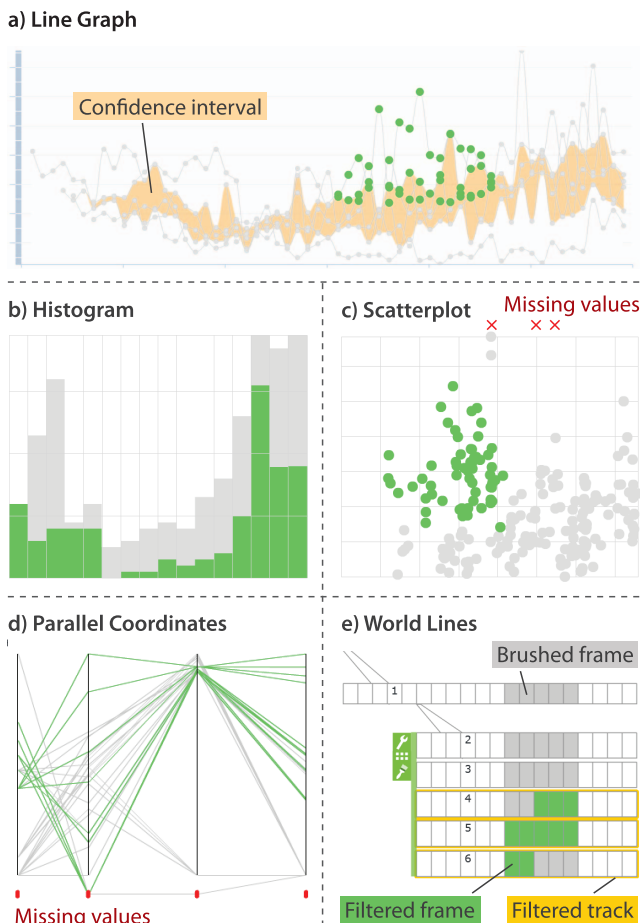 a) Line Graph
Confidence interval
b) Histogram
c) Scatterplot
Missing values
d) Parallel Coordinates
Missing values
e) World Lines
Brushed frame
1
2
3
4
5
6
Filtered frame
Filtered track